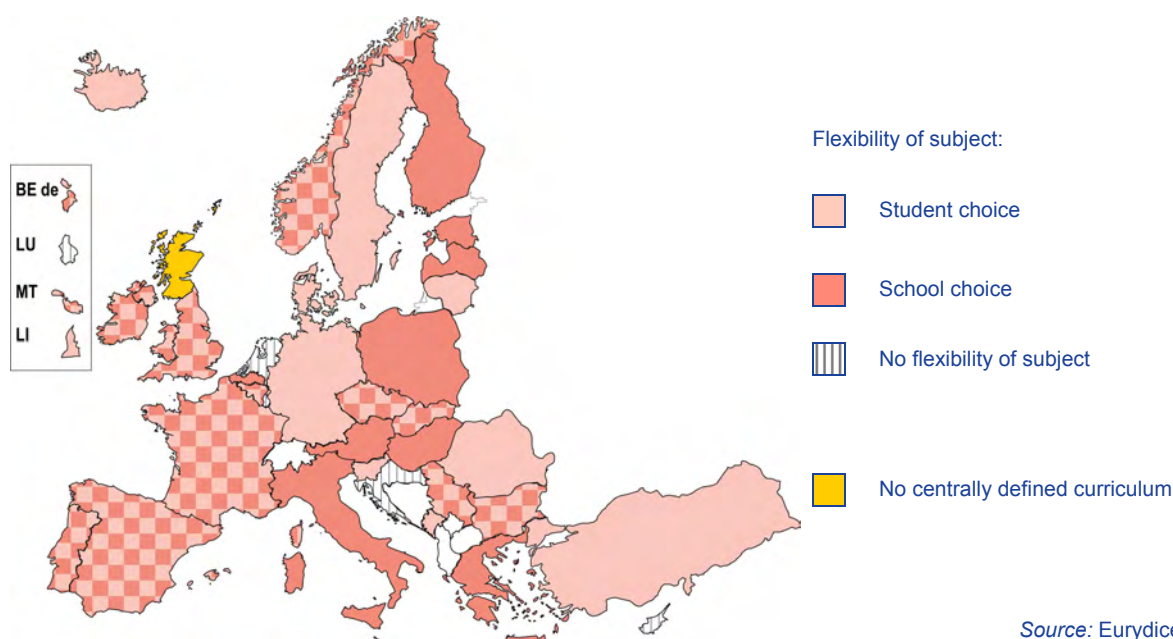 BE de
LU
MT
LI
Flexibility of subject:
Student choice
School choice
No flexibility of subject
No centrally defined curriculum
Source: Eurydice